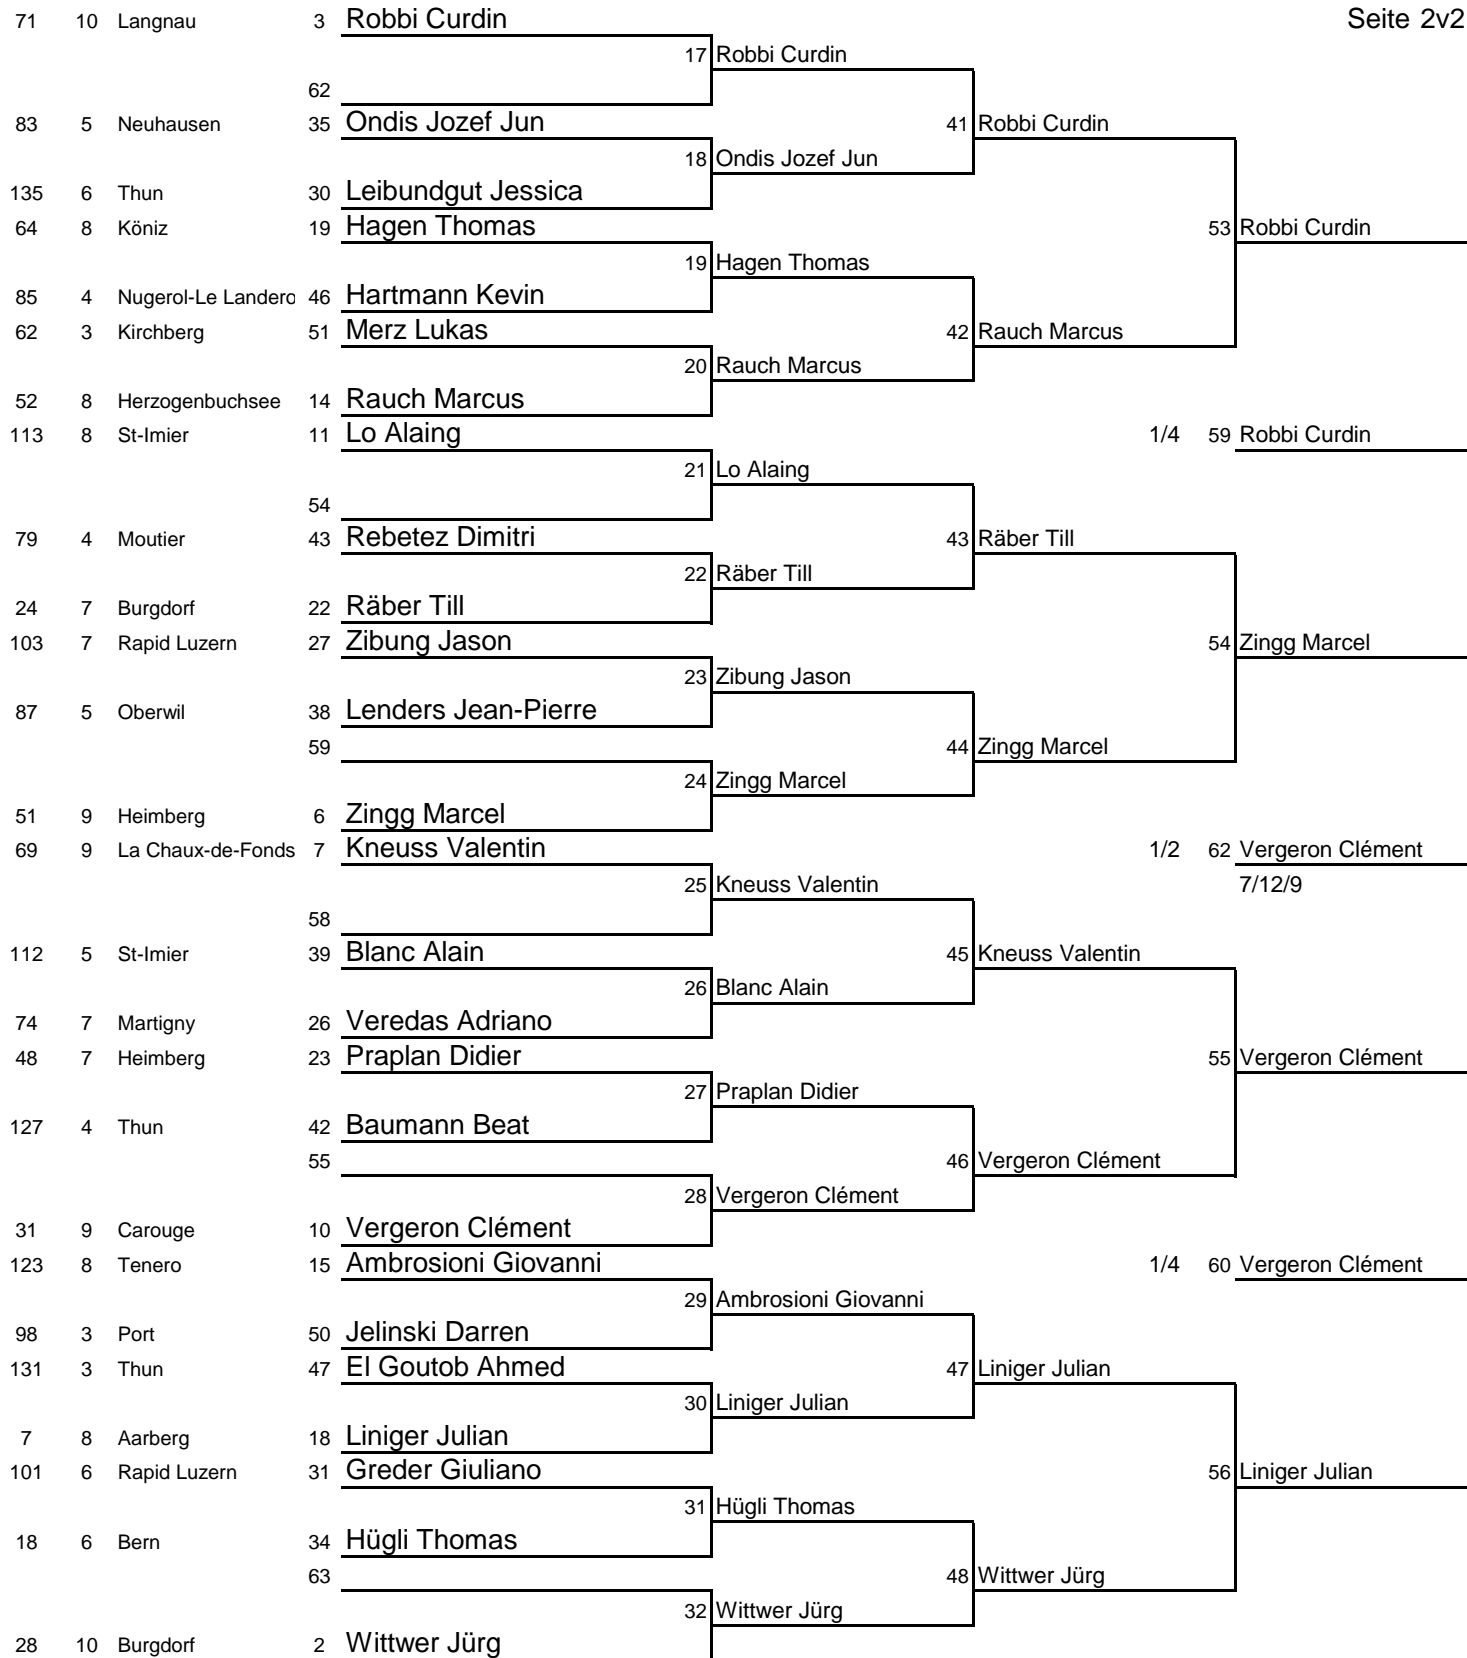 71 10 Langnau 3 Robbi Curdin Seite 2v2
17 Robbi Curdin
62
83 5 Neuhausen 35 Ondis Jozef Jun 41 Robbi Curdin
18 Ondis Jozef Jun
135 6 Thun 30 Leibundgut Jessica
64 8 Köniz 19 Hagen Thomas 53 Robbi Curdin
19 Hagen Thomas
85 4 Nugerol-Le Landero 46 Hartmann Kevin
62 3 Kirchberg 51 Merz Lukas 42 Rauch Marcus
20 Rauch Marcus
52 8 Herzogenbuchsee 14 Rauch Marcus
113 8 St-Imier 11 Lo Alaing 1/4 59 Robbi Curdin
21 Lo Alaing
54
79 4 Moutier 43 Rebetez Dimitri 43 Räber Till
22 Räber Till
24 7 Burgdorf 22 Räber Till
103 7 Rapid Luzern 27 Zibung Jason 54 Zingg Marcel
23 Zibung Jason
87 5 Oberwil 38 Lenders Jean-Pierre
59 44 Zingg Marcel
24 Zingg Marcel
51 9 Heimberg 6 Zingg Marcel
69 9 La Chaux-de-Fonds 7 Kneuss Valentin 1/2 62 Vergeron Clément
25 Kneuss Valentin 7/12/9
58
112 5 St-Imier 39 Blanc Alain 45 Kneuss Valentin
26 Blanc Alain
74 7 Martigny 26 Veredas Adriano
48 7 Heimberg 23 Praplan Didier 55 Vergeron Clément
27 Praplan Didier
127 4 Thun 42 Baumann Beat
55 46 Vergeron Clément
28 Vergeron Clément
31 9 Carouge 10 Vergeron Clément
123 8 Tenero 15 Ambrosioni Giovanni 1/4 60 Vergeron Clément
29 Ambrosioni Giovanni
98 3 Port 50 Jelinski Darren
131 3 Thun 47 El Goutob Ahmed 47 Liniger Julian
30 Liniger Julian
7 8 Aarberg 18 Liniger Julian
101 6 Rapid Luzern 31 Greder Giuliano 56 Liniger Julian
31 Hügli Thomas
18 6 Bern 34 Hügli Thomas
63 48 Wittwer Jürg
32 Wittwer Jürg
28 10 Burgdorf 2 Wittwer Jürg